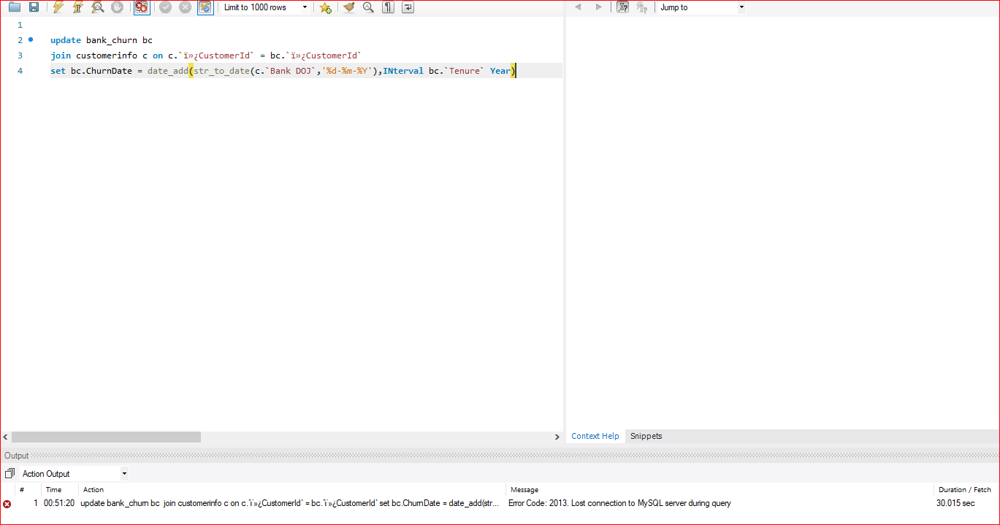 Limit to 1000 rows
Jump to
1
2 update bank_churn bc
3 join customerinfo c on c.`ï»¿CustomerId` = bc.`ï»¿CustomerId`
4 set bc.ChurnDate = date_add(str_to_date(c.`Bank DOJ`,'%d-%m-%Y'),INterval bc.`Tenure` Year)
Context Help Snippets
Output
Action Output
# Time Action Message Duration / Fetch
1 00:51:20 update bank_churn bc join customerinfo c on c.`ï»¿CustomerId` = bc.`ï»¿CustomerId` set bc.ChurnDate = date_add(str... Error Code: 2013. Lost connection to MySQL server during query 30.015 sec